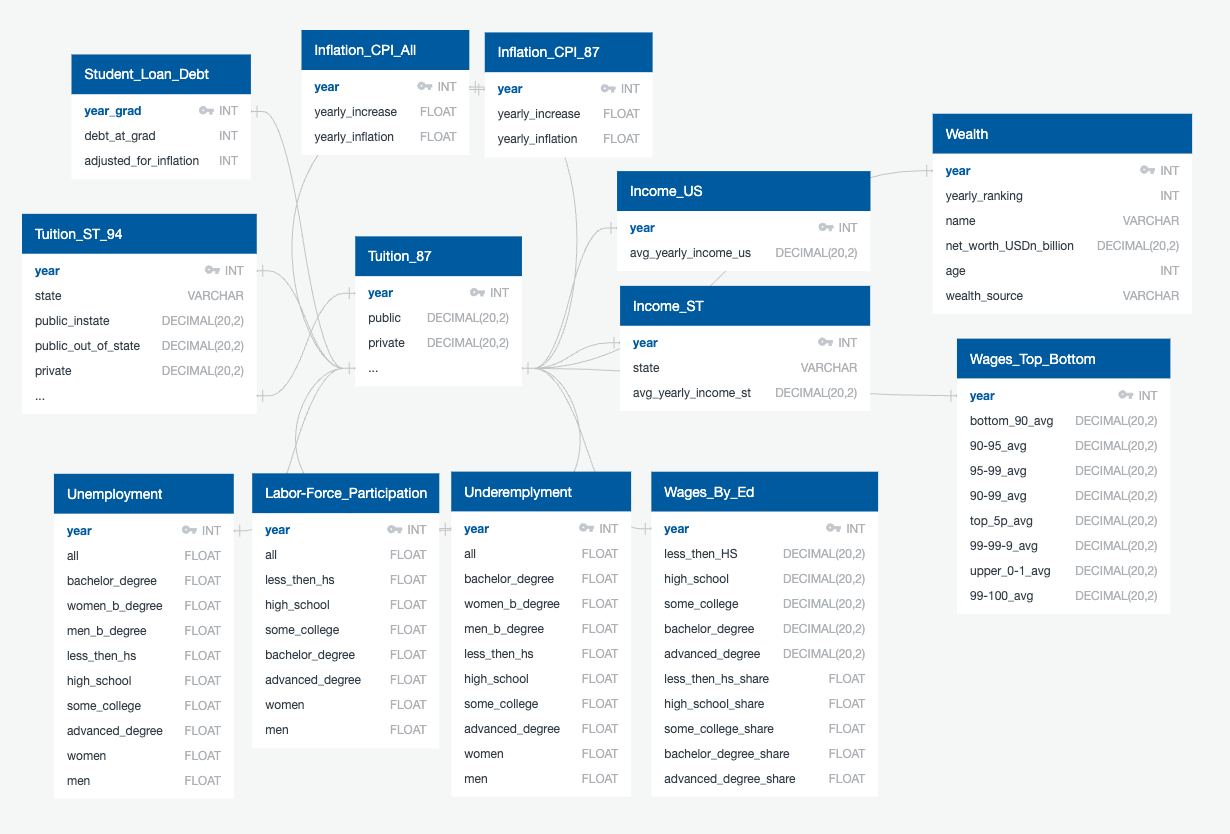 Student_Loan_Debt
year_grad INT
debt_at_grad INT
adjusted_for_inflation INT
Inflation_CPI_All
year INT
yearly_increase FLOAT
yearly_inflation FLOAT
Inflation_CPI_87
year INT
yearly_increase FLOAT
yearly_inflation FLOAT
Wealth
year INT
yearly_ranking INT
name VARCHAR
net_worth_USDn_billion DECIMAL(20,2)
age INT
wealth_source VARCHAR
Income_US
year INT
avg_yearly_income_us DECIMAL(20,2)
Tuition_ST_94
year INT
state VARCHAR
public_instate DECIMAL(20,2)
public_out_of_state DECIMAL(20,2)
private DECIMAL(20,2)
...
Tuition_87
year INT
public DECIMAL(20,2)
private DECIMAL(20,2)
...
Income_ST
year INT
state VARCHAR
avg_yearly_income_st DECIMAL(20,2)
Wages_Top_Bottom
year INT
bottom_90_avg DECIMAL(20,2)
90-95_avg DECIMAL(20,2)
95-99_avg DECIMAL(20,2)
90-99_avg DECIMAL(20,2)
top_5p_avg DECIMAL(20,2)
99-99-9_avg DECIMAL(20,2)
upper_0-1_avg DECIMAL(20,2)
99-100_avg DECIMAL(20,2)
Unemployment
year INT
all FLOAT
bachelor_degree FLOAT
women_b_degree FLOAT
men_b_degree FLOAT
less_then_hs FLOAT
high_school FLOAT
some_college FLOAT
advanced_degree FLOAT
women FLOAT
men FLOAT
Labor-Force_Participation
year INT
all FLOAT
less_then_hs FLOAT
high_school FLOAT
some_college FLOAT
bachelor_degree FLOAT
advanced_degree FLOAT
women FLOAT
men FLOAT
Underemplyment
year INT
all FLOAT
bachelor_degree FLOAT
women_b_degree FLOAT
men_b_degree FLOAT
less_then_hs FLOAT
high_school FLOAT
some_college FLOAT
advanced_degree FLOAT
women FLOAT
men FLOAT
Wages_By_Ed
year INT
less_then_HS DECIMAL(20,2)
high_school DECIMAL(20,2)
some_college DECIMAL(20,2)
bachelor_degree DECIMAL(20,2)
advanced_degree DECIMAL(20,2)
less_then_hs_share FLOAT
high_school_share FLOAT
some_college_share FLOAT
bachelor_degree_share FLOAT
advanced_degree_share FLOAT